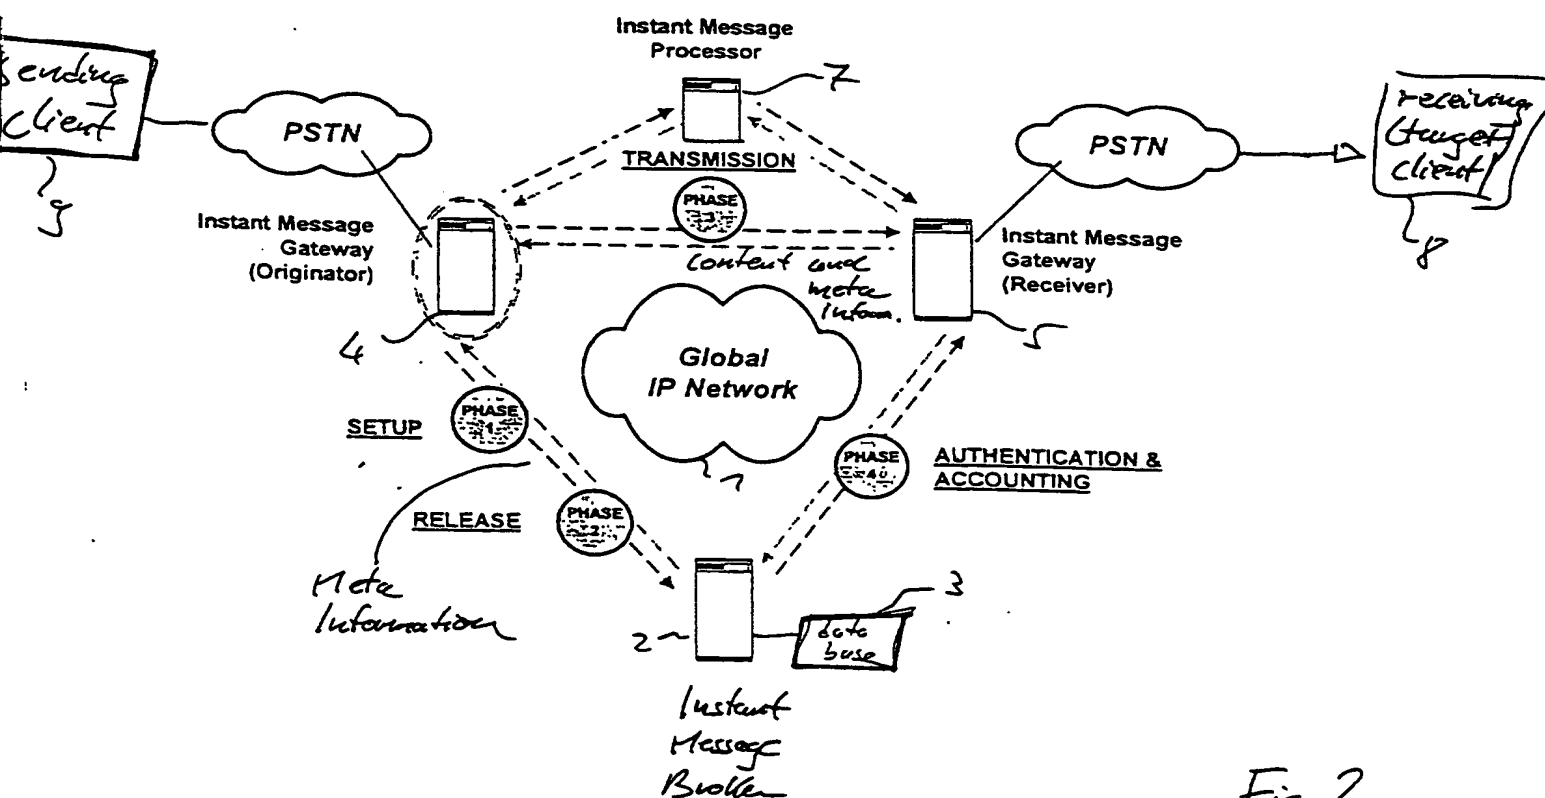 Instant Message
Processor
7
sending
client
9
PSTN
TRANSMISSION
PHASE
3
PSTN
receiving
(target)
client
8
Instant Message
Gateway
(Originator)
4
content and
meta
inform.
Instant Message
Gateway
(Receiver)
5
Global
IP Network
1
SETUP
PHASE
1
RELEASE
PHASE
2
PHASE
4
AUTHENTICATION &
ACCOUNTING
Meta
Information
2
data
base
3
Instant
Message
Broker
Fig. 2